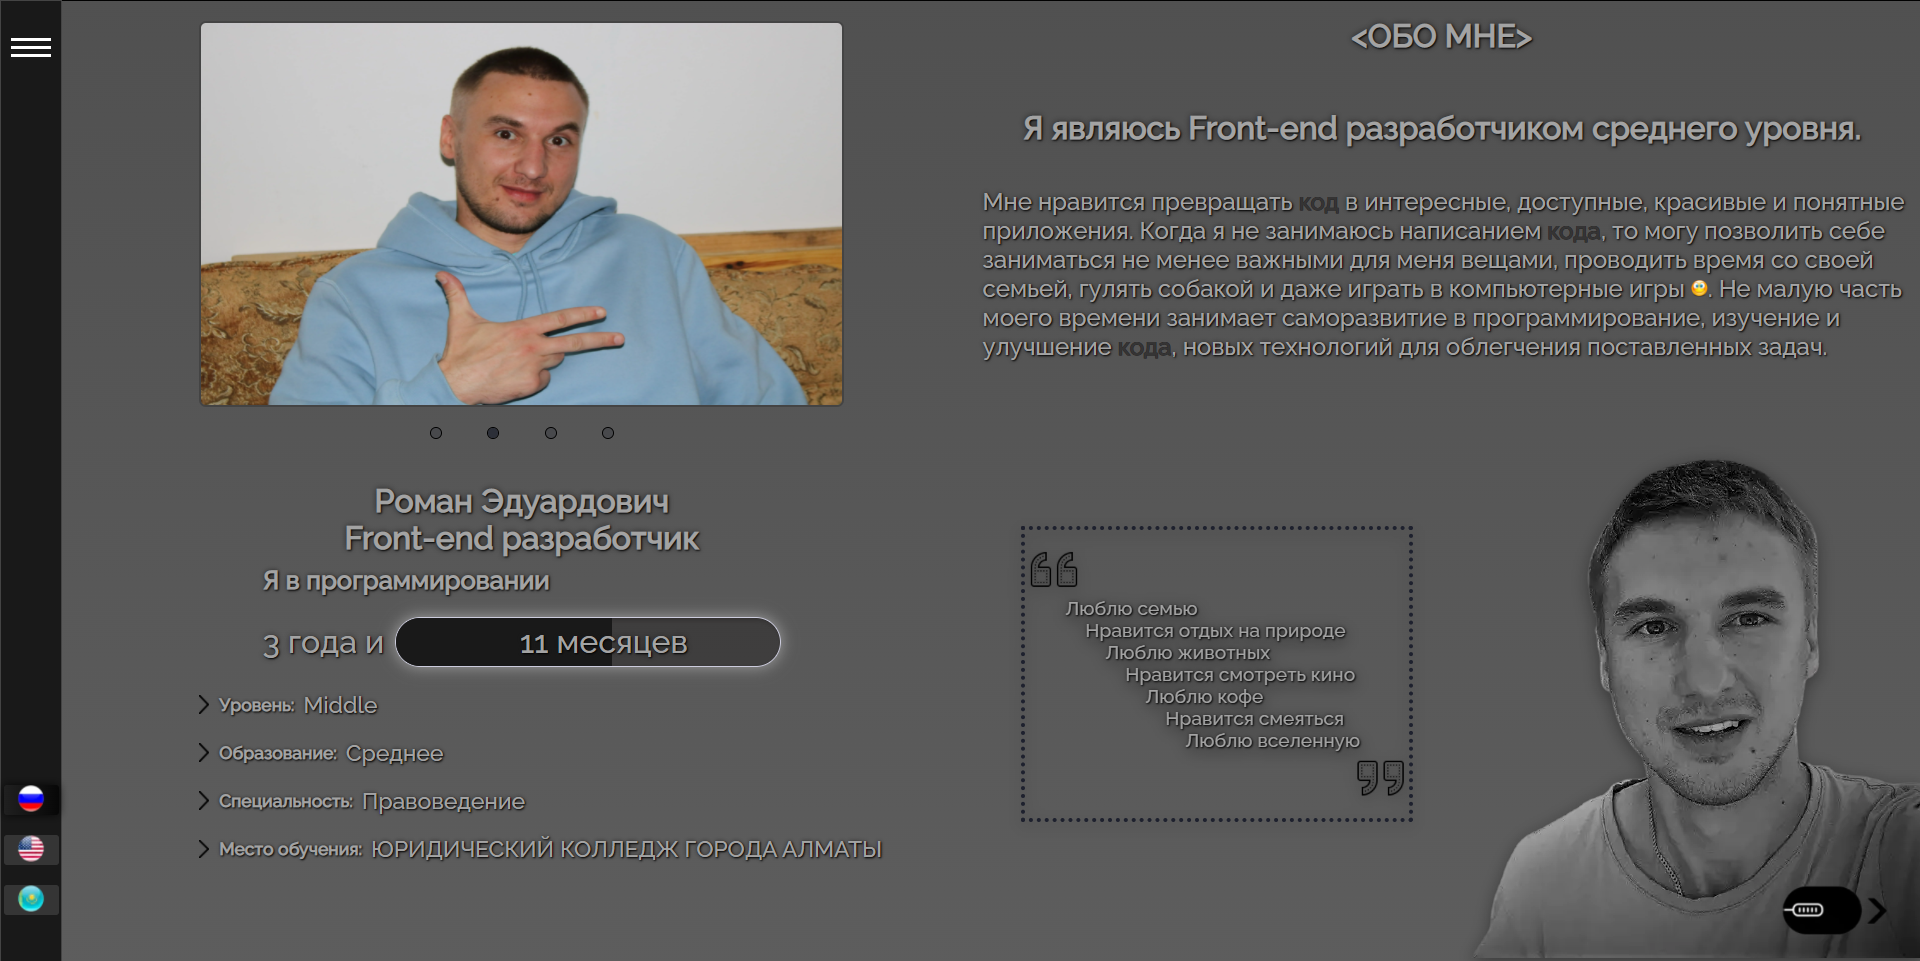 <ОБО МНЕ>
Я являюсь Front-end разработчиком среднего уровня.
Мне нравится превращать код в интересные, доступные, красивые и понятные
приложения. Когда я не занимаюсь написанием кода, то могу позволить себе
заниматься не менее важными для меня вещами, проводить время со своей
семьей, гулять собакой и даже играть в компьютерные игры 🙂. Не малую часть
моего времени занимает саморазвитие в программирование, изучение и
улучшение кода, новых технологий для облегчения поставленных задач.
Роман Эдуардович
Front-end разработчик
Я в программировании
3 года и 11 месяцев
Уровень: Middle
Образование: Среднее
Специальность: Правоведение
Место обучения: ЮРИДИЧЕСКИЙ КОЛЛЕДЖ ГОРОДА АЛМАТЫ
Люблю семью
Нравится отдых на природе
Люблю животных
Нравится смотреть кино
Люблю кофе
Нравится смеяться
Люблю вселенную